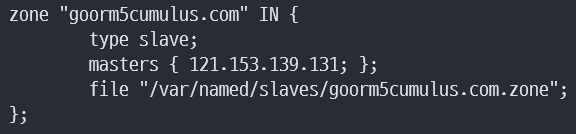 zone "goorm5cumulus.com" IN {
        type slave;
        masters { 121.153.139.131; };
        file "/var/named/slaves/goorm5cumulus.com.zone";
};